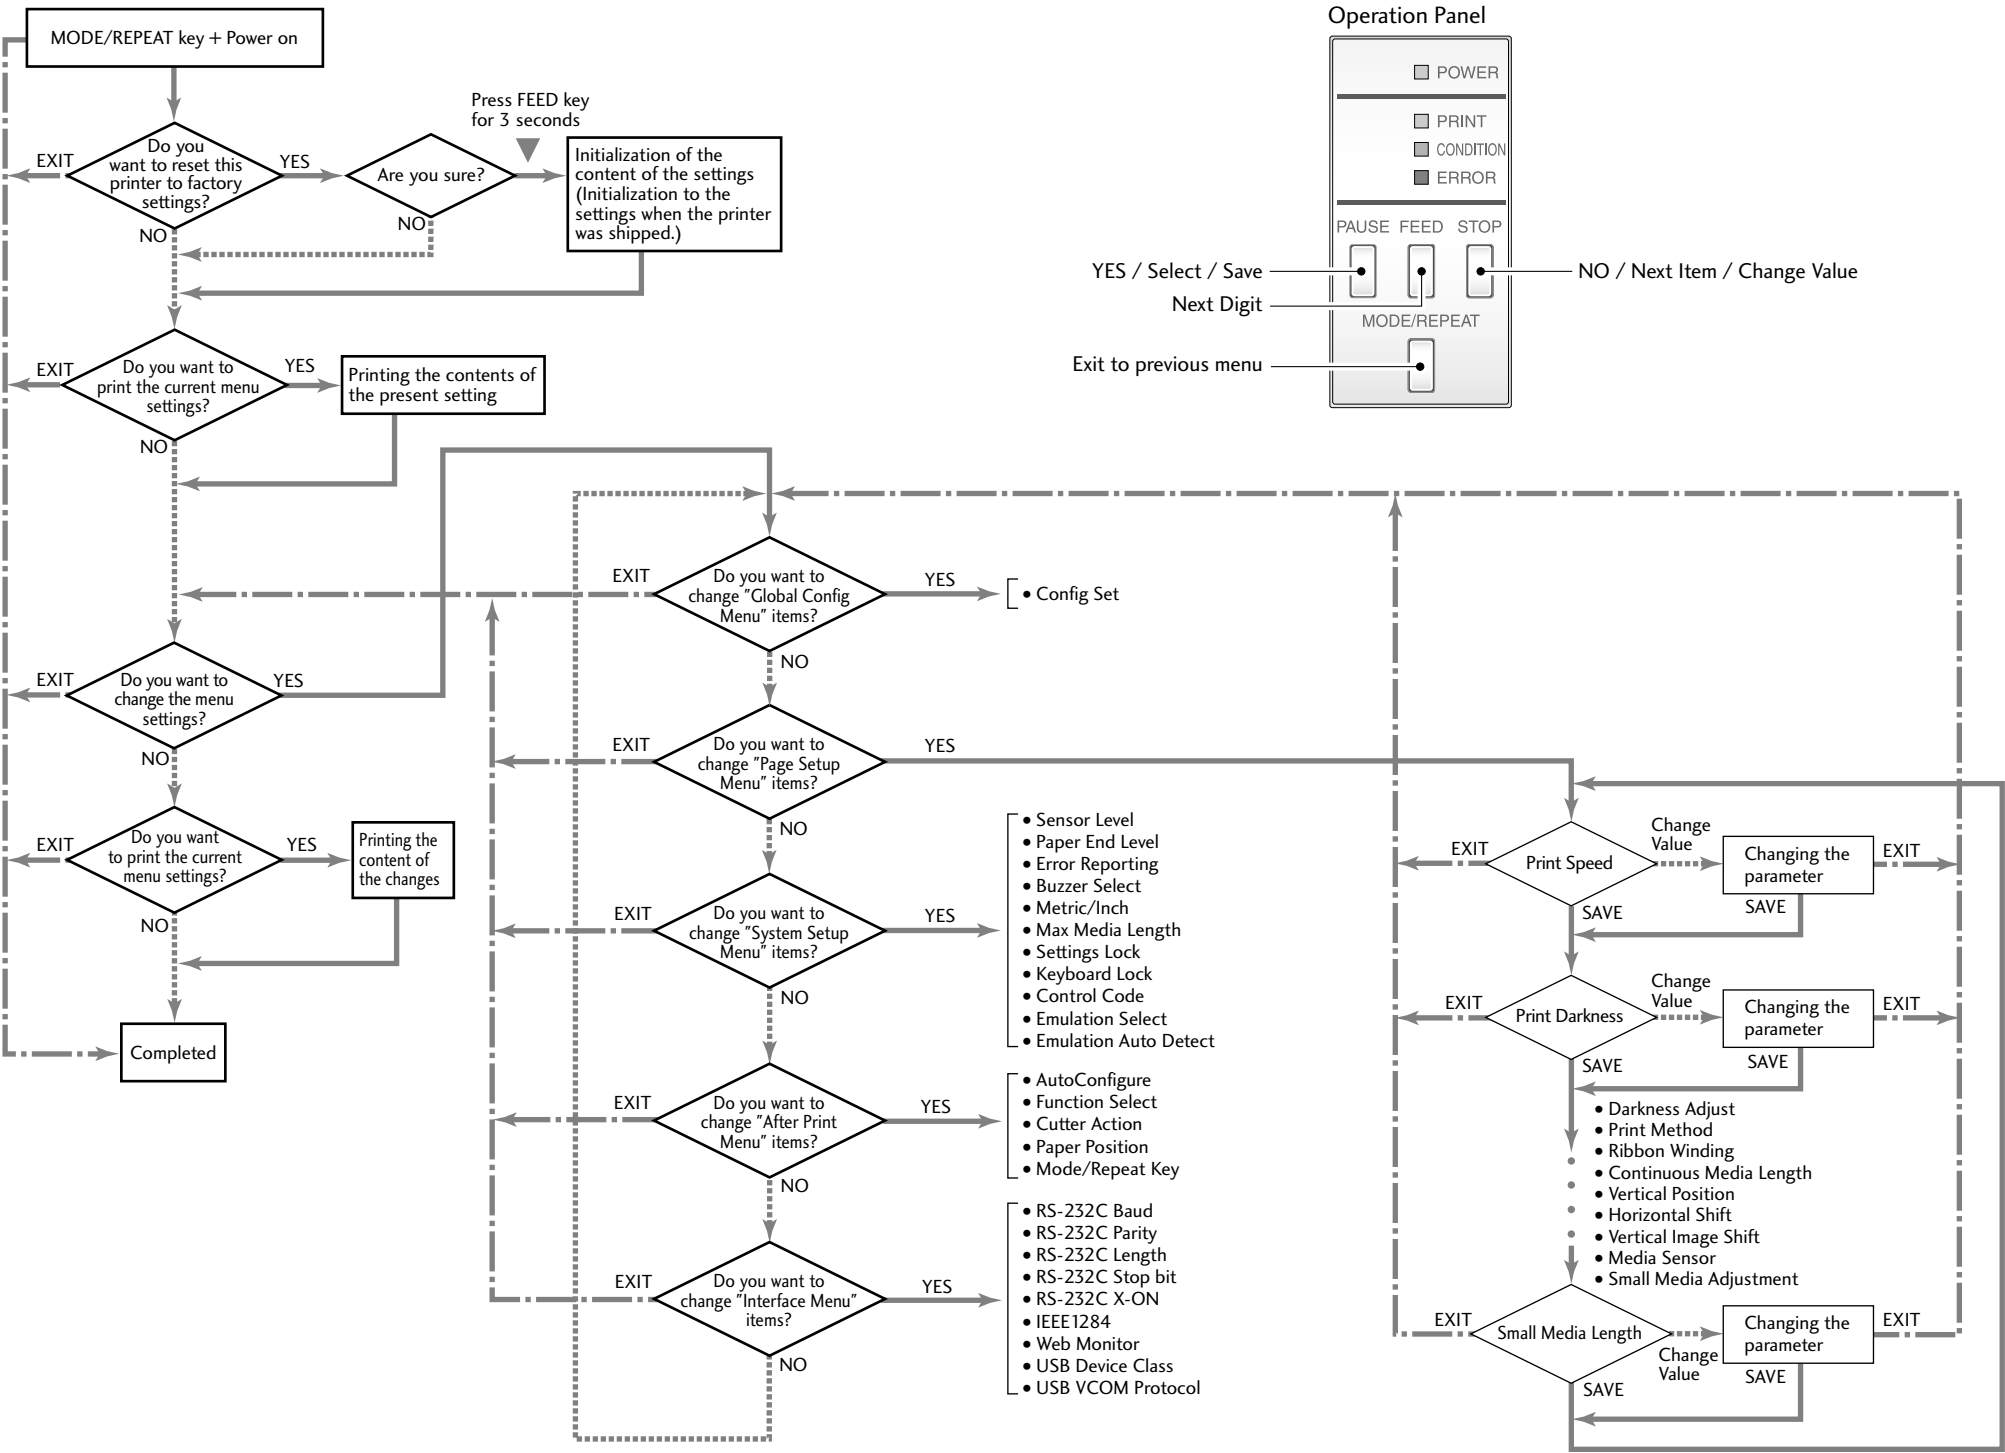 MODE/REPEAT key + Power on
Do you
want to reset this
printer to factory
settings?
EXIT
YES
NO
Are you sure?
NO
Press FEED key
for 3 seconds
Initialization of the
content of the settings
(Initialization to the
settings when the printer
was shipped.)
Do you want to
print the current menu
settings?
EXIT
YES
NO
Printing the contents of
the present setting
Do you want to
change the menu
settings?
EXIT
YES
NO
Do you want
to print the current
menu settings?
EXIT
YES
NO
Printing the
content of
the changes
Completed
Operation Panel
POWER
PRINT
CONDITION
ERROR
PAUSE FEED STOP
MODE/REPEAT
YES / Select / Save
Next Digit
Exit to previous menu
NO / Next Item / Change Value
Do you want to
change "Global Config
Menu" items?
EXIT
YES
NO
• Config Set
Do you want to
change "Page Setup
Menu" items?
EXIT
YES
NO
Do you want to
change "System Setup
Menu" items?
EXIT
YES
NO
• Sensor Level
• Paper End Level
• Error Reporting
• Buzzer Select
• Metric/Inch
• Max Media Length
• Settings Lock
• Keyboard Lock
• Control Code
• Emulation Select
• Emulation Auto Detect
Do you want to
change "After Print
Menu" items?
EXIT
YES
NO
• AutoConfigure
• Function Select
• Cutter Action
• Paper Position
• Mode/Repeat Key
Do you want to
change "Interface Menu"
items?
EXIT
YES
NO
• RS-232C Baud
• RS-232C Parity
• RS-232C Length
• RS-232C Stop bit
• RS-232C X-ON
• IEEE1284
• Web Monitor
• USB Device Class
• USB VCOM Protocol
Print Speed
EXIT
Change
Value
Changing the
parameter
EXIT
SAVE
SAVE
Print Darkness
EXIT
Change
Value
Changing the
parameter
EXIT
SAVE
SAVE
• Darkness Adjust
• Print Method
• Ribbon Winding
• Continuous Media Length
• Vertical Position
• Horizontal Shift
• Vertical Image Shift
• Media Sensor
• Small Media Adjustment
Small Media Length
EXIT
Change
Value
Changing the
parameter
EXIT
SAVE
SAVE